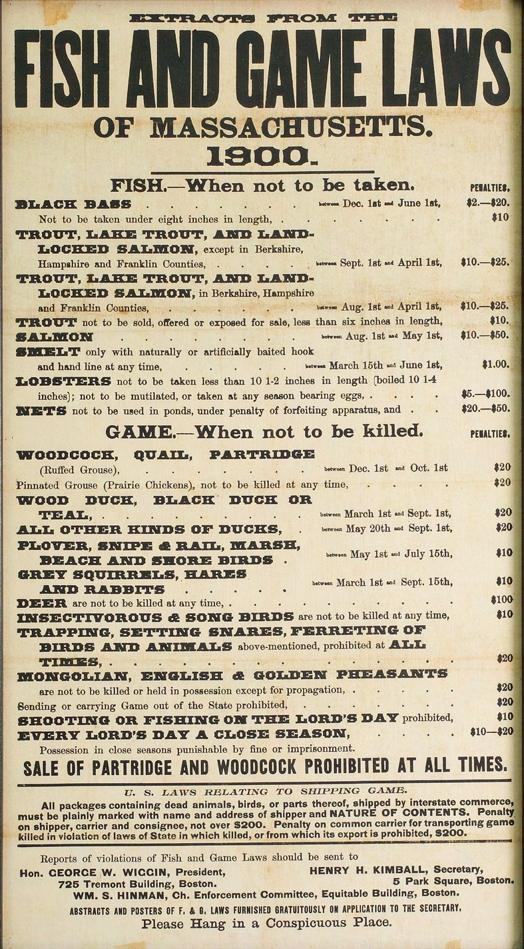 EXTRACTS FROM THE
FISH AND GAME LAWS
OF MASSACHUSETTS.
1900.
FISH.—When not to be taken. PENALTIES.
BLACK BASS . . . . . . . between Dec. 1st and June 1st, $2.—$20.
Not to be taken under eight inches in length, . . . . . . . $10
TROUT, LAKE TROUT, AND LAND-
LOCKED SALMON, except in Berkshire,
Hampshire and Franklin Counties, . . . . between Sept. 1st and April 1st, $10.—$25.
TROUT, LAKE TROUT, AND LAND-
LOCKED SALMON, in Berkshire, Hampshire
and Franklin Counties, . . . . . . between Aug. 1st and April 1st, $10.—$25.
TROUT not to be sold, offered or exposed for sale, less than six inches in length, $10.
SALMON . . . . . . . . between Aug. 1st and May 1st, $10.—$50.
SMELT only with naturally or artificially baited hook
and hand line at any time, . . . . . between March 15th and June 1st, $1.00.
LOBSTERS not to be taken less than 10 1-2 inches in length (boiled 10 1-4
inches); not to be mutilated, or taken at any season bearing eggs, . . . . $5.—$100.
NETS not to be used in ponds, under penalty of forfeiting apparatus, and . . $20.—$50.
GAME.—When not to be killed. PENALTIES.
WOODCOCK, QUAIL, PARTRIDGE
(Ruffed Grouse), . . . . . . . between Dec. 1st and Oct. 1st $20
Pinnated Grouse (Prairie Chickens), not to be killed at any time, . . . . . $20
WOOD DUCK, BLACK DUCK OR
TEAL, . . . . . . . . between March 1st and Sept. 1st, $20
ALL OTHER KINDS OF DUCKS, . . between May 20th and Sept. 1st, $20
PLOVER, SNIPE & RAIL, MARSH,
BEACH AND SHORE BIRDS . between May 1st and July 15th, $10
GREY SQUIRRELS, HARES
AND RABBITS . . . . . between March 1st and Sept. 15th, $10
DEER are not to be killed at any time, . . . . . . . . . $100
INSECTIVOROUS & SONG BIRDS are not to be killed at any time, $10
TRAPPING, SETTING SNARES, FERRETING OF
BIRDS AND ANIMALS above-mentioned, prohibited at ALL
TIMES, . . . . . . . . . . . . $20
MONGOLIAN, ENGLISH & GOLDEN PHEASANTS
are not to be killed or held in possession except for propagation, . . . . . $20
Sending or carrying Game out of the State prohibited, . . . . . . . $20
SHOOTING OR FISHING ON THE LORD'S DAY prohibited, $10
EVERY LORD'S DAY A CLOSE SEASON, . . . . $10—$20
Possession in close seasons punishable by fine or imprisonment.
SALE OF PARTRIDGE AND WOODCOCK PROHIBITED AT ALL TIMES.
U. S. LAWS RELATING TO SHIPPING GAME.
All packages containing dead animals, birds, or parts thereof, shipped by interstate commerce,
must be plainly marked with name and address of shipper and NATURE OF CONTENTS. Penalty
on shipper, carrier and consignee, not over $200. Penalty on common carrier for transporting game
killed in violation of laws of State in which killed, or from which its export is prohibited, $200.
Reports of violations of Fish and Game Laws should be sent to
Hon. GEORGE W. WIGGIN, President, HENRY H. KIMBALL, Secretary,
725 Tremont Building, Boston. 5 Park Square, Boston.
WM. S. HINMAN, Ch. Enforcement Committee, Equitable Building, Boston.
ABSTRACTS AND POSTERS OF F. & G. LAWS FURNISHED GRATUITOUSLY ON APPLICATION TO THE SECRETARY.
Please Hang in a Conspicuous Place.